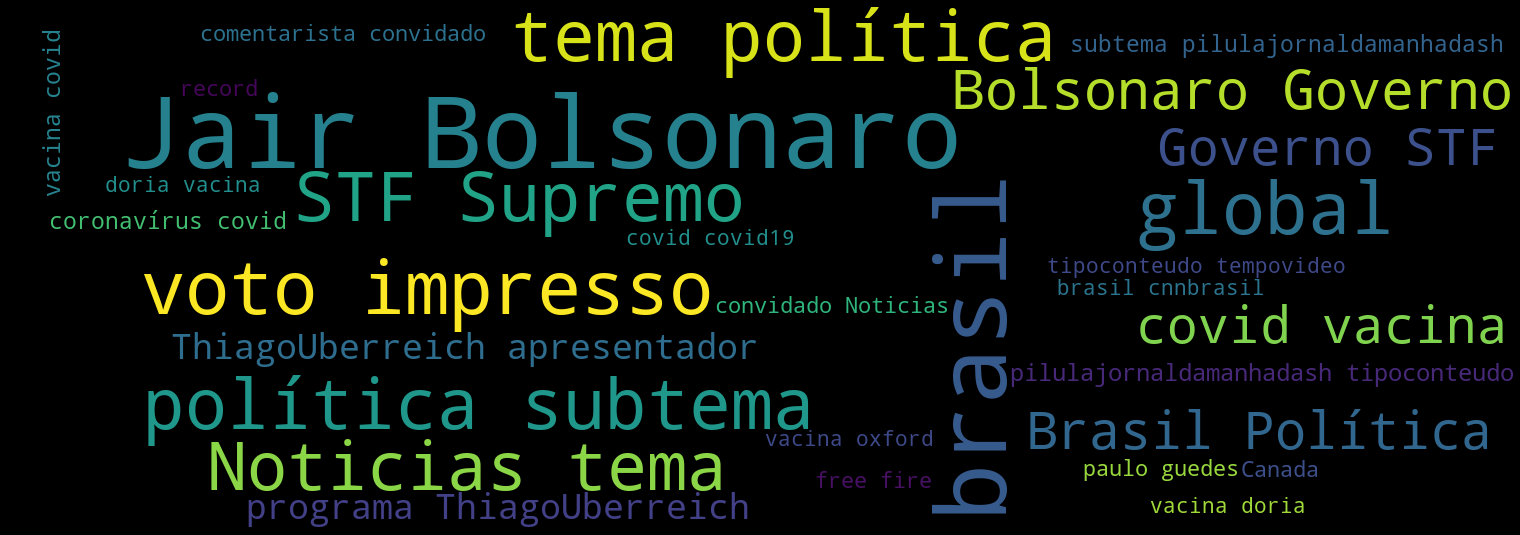 tema política
comentarista convidado
subtema pilulajornaldamanhadash
vacina covid
record
Bolsonaro Governo
Jair Bolsonaro
Governo STF
doria vacina
STF Supremo
global
coronavírus covid
covid covid19
voto impresso
tipoconteudo tempovideo
brasil cnnbrasil
convidado Noticias
brasil
covid vacina
ThiagoUberreich apresentador
pilulajornaldamanhadash tipoconteudo
política subtema
vacina oxford
Brasil Política
Noticias tema
paulo guedes
Canada
free fire
programa ThiagoUberreich
vacina doria